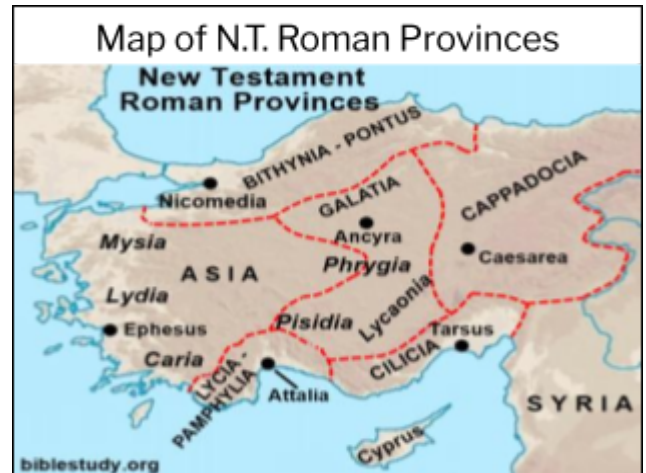 Map of N.T. Roman Provinces
New Testament
Roman Provinces
BITHYNIA - PONTUS
Nicomedia
GALATIA
CAPPADOCIA
Ancyra
Mysia
ASIA
Phrygia
Caesarea
Lydia
Lycaonia
Ephesus
Pisidia
Tarsus
Caria
CILICIA
LYCIA -
PAMPHYLIA
Attalia
SYRIA
Cyprus
biblestudy.org